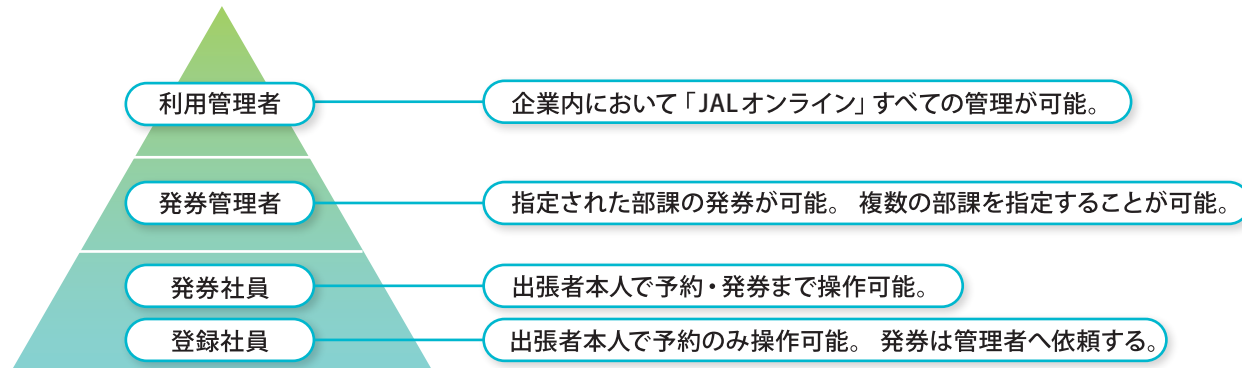 利用管理者
企業内において「JALオンライン」すべての管理が可能。
発券管理者
指定された部課の発券が可能。 複数の部課を指定することが可能。
発券社員
出張者本人で予約・発券まで操作可能。
登録社員
出張者本人で予約のみ操作可能。 発券は管理者へ依頼する。